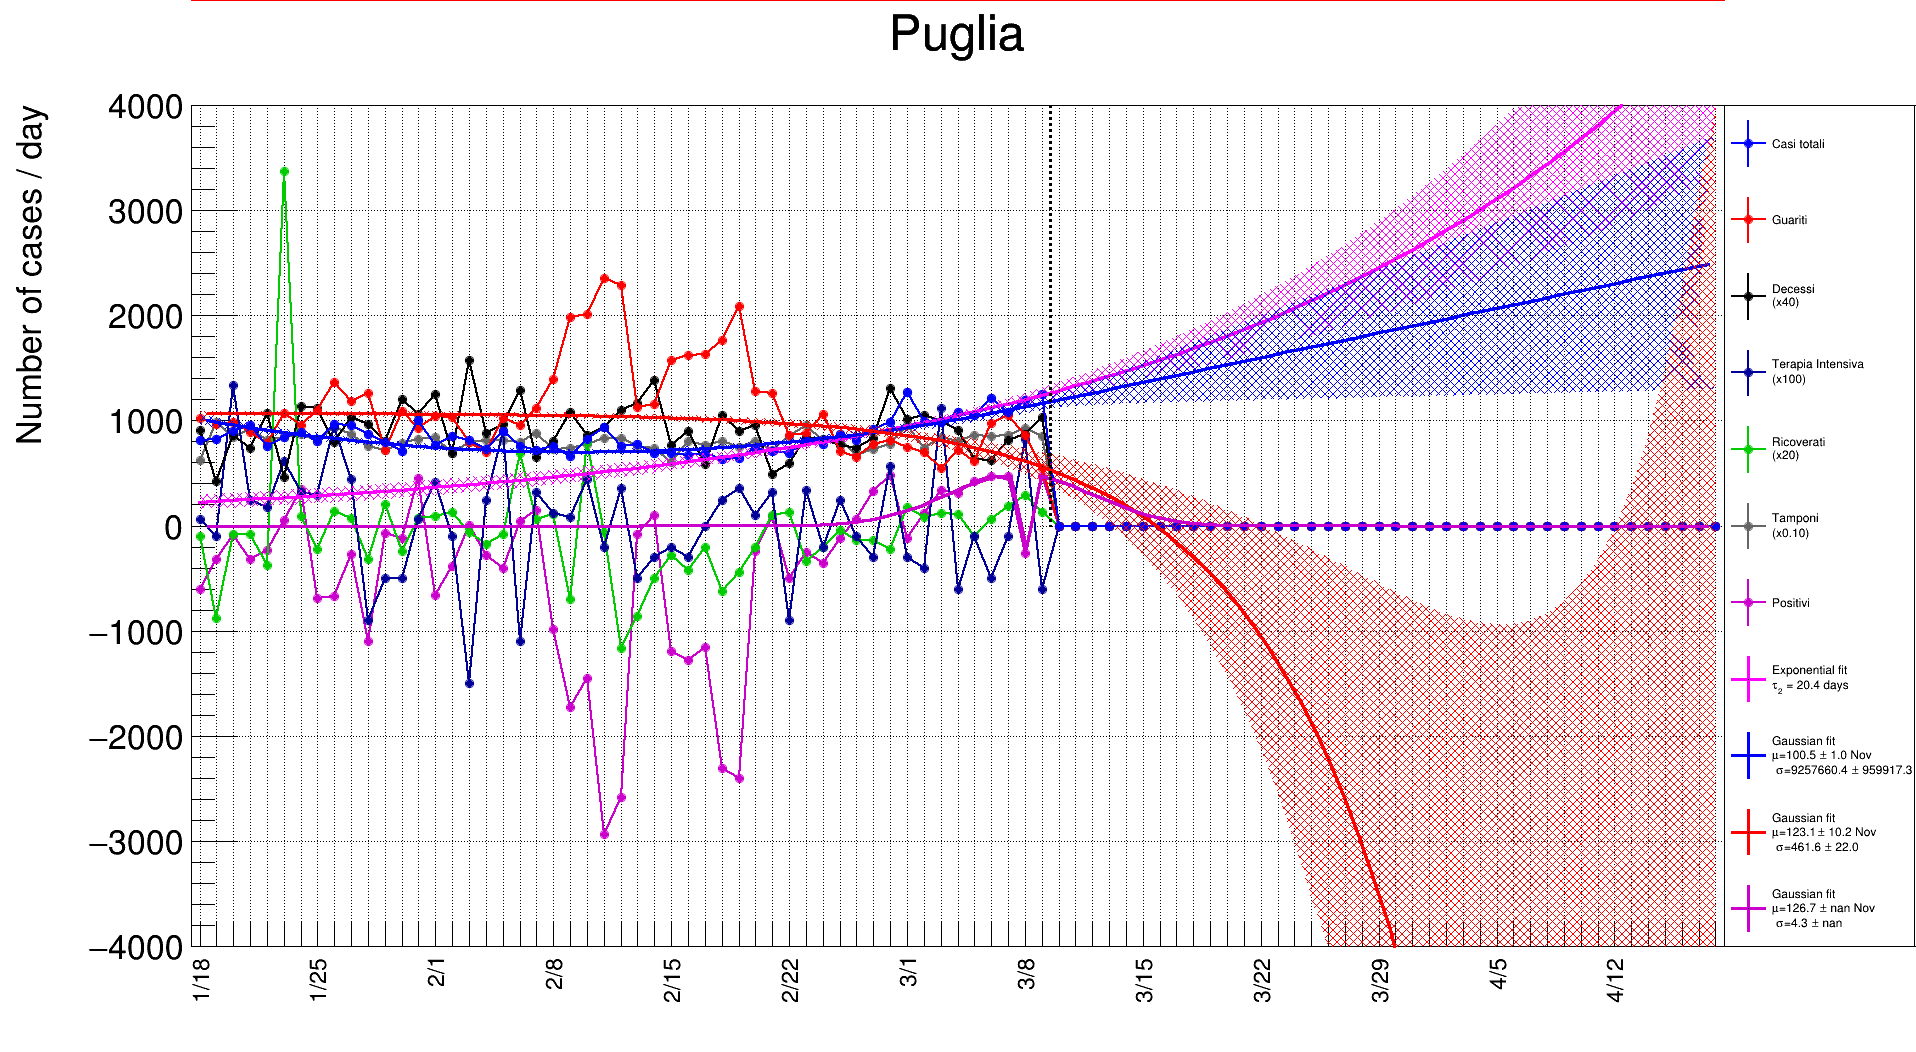 Puglia
Number of cases / day
4000
3000
2000
1000
0
−1000
−2000
−3000
−4000
1/18
1/25
2/1
2/8
2/15
2/22
3/1
3/8
3/15
3/22
3/29
4/5
4/12
Casi totali
Guariti
Decessi
(x40)
Terapia Intensiva
(x100)
Ricoverati
(x20)
Tamponi
(x0.10)
Positivi
Exponential fit
τ2 = 20.4 days
Gaussian fit
μ=100.5 ± 1.0 Nov
σ=9257660.4 ± 959917.3
Gaussian fit
μ=123.1 ± 10.2 Nov
σ=461.6 ± 22.0
Gaussian fit
μ=126.7 ± nan Nov
σ=4.3 ± nan